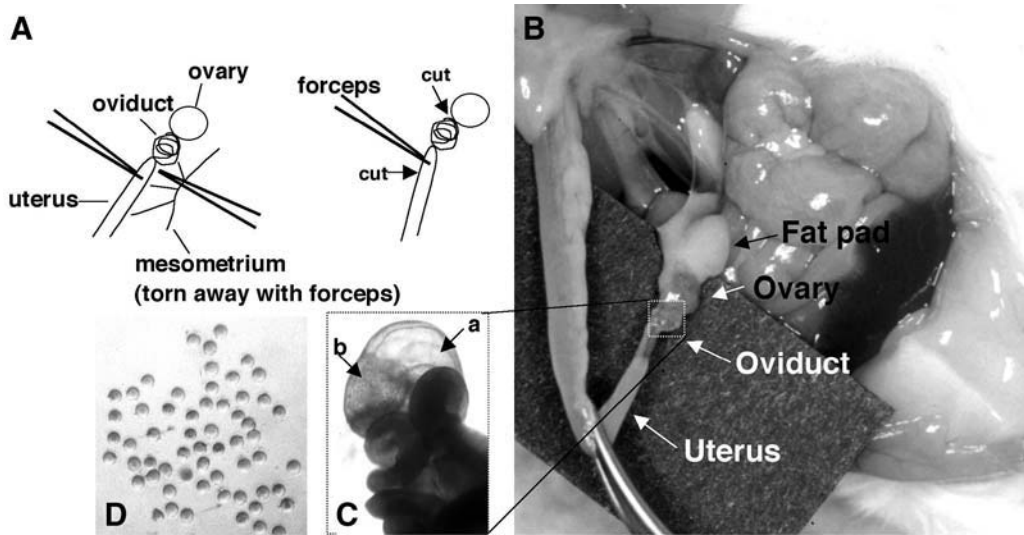 A
ovary
oviduct
uterus
mesometrium
(torn away with forceps)
forceps
cut
cut
B
Fat pad
Ovary
Oviduct
Uterus
C
a
b
D